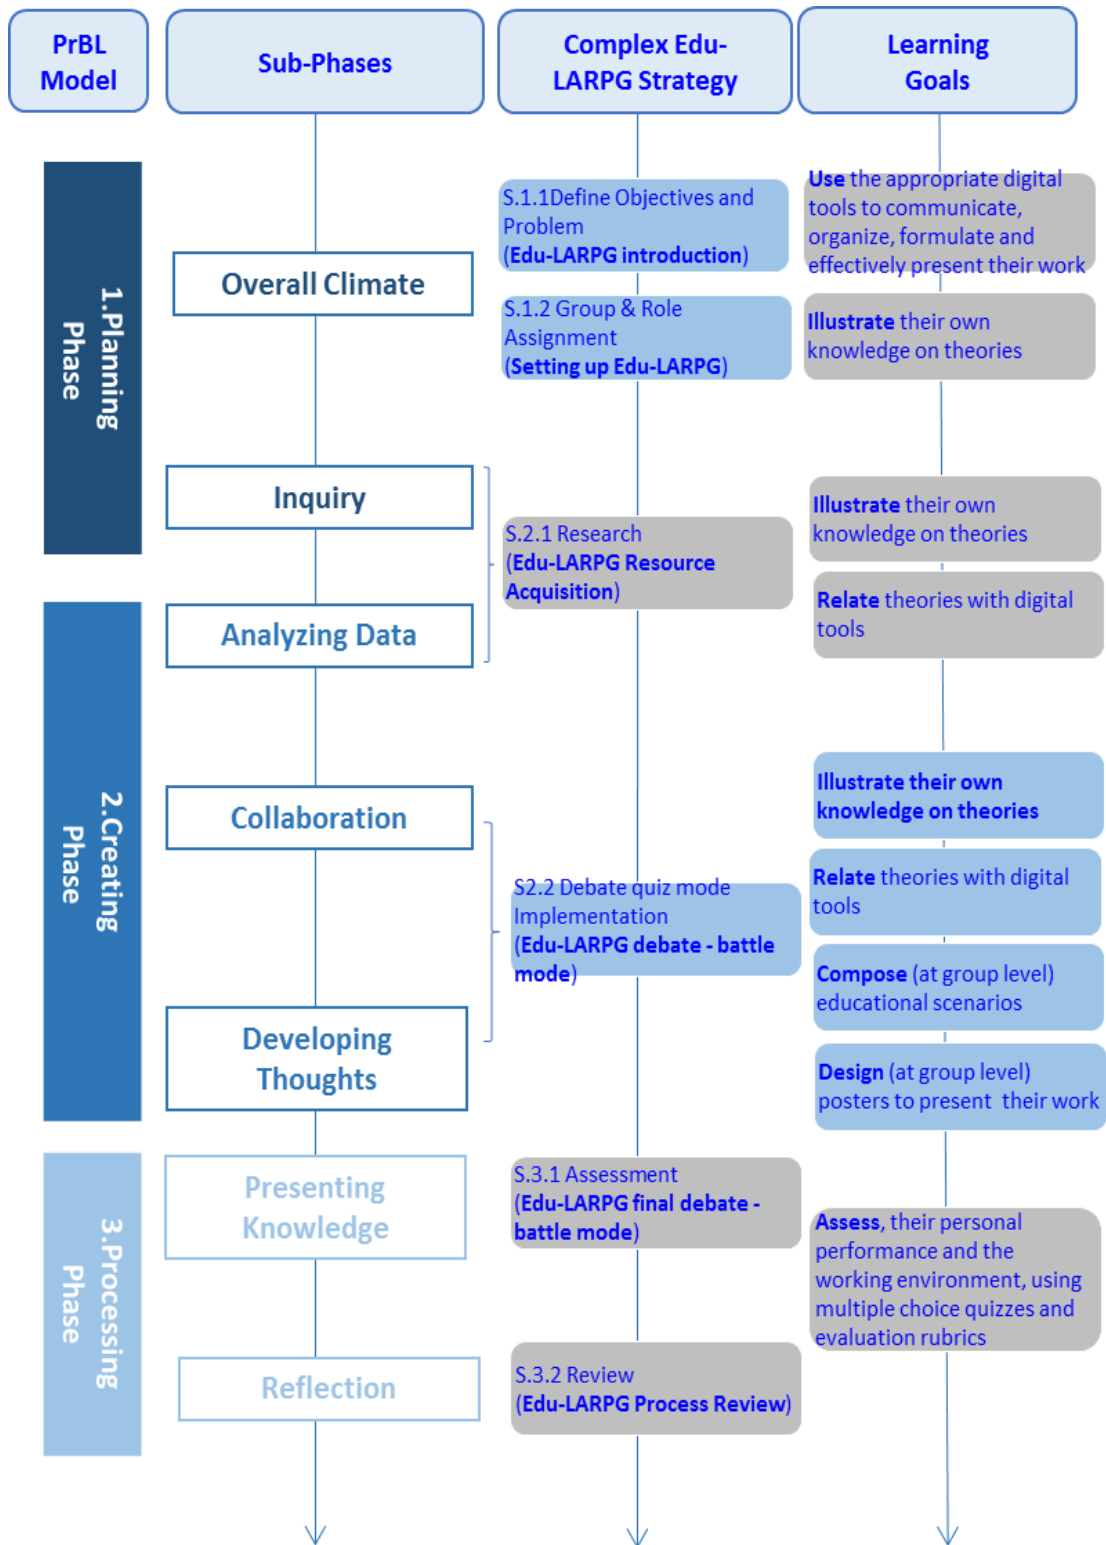 PrBL
Model
Sub-Phases
Complex Edu-
LARPG Strategy
Learning
Goals
1.Planning
Phase
Overall Climate
S.1.1Define Objectives and
Problem
(Edu-LARPG introduction)
Use the appropriate digital
tools to communicate,
organize, formulate and
effectively present their work
S.1.2 Group & Role
Assignment
(Setting up Edu-LARPG)
Illustrate their own
knowledge on theories
Inquiry
S.2.1 Research
(Edu-LARPG Resource
Acquisition)
Illustrate their own
knowledge on theories
Relate theories with digital
tools
2.Creating
Phase
Analyzing Data
Collaboration
S2.2 Debate quiz mode
Implementation
(Edu-LARPG debate - battle
mode)
Illustrate their own
knowledge on theories
Relate theories with digital
tools
Compose (at group level)
educational scenarios
Developing
Thoughts
Design (at group level)
posters to present  their work
3.Processing
Phase
Presenting
Knowledge
S.3.1 Assessment
(Edu-LARPG final debate -
battle mode)
Assess, their personal
performance and the
working environment, using
multiple choice quizzes and
evaluation rubrics
Reflection
S.3.2 Review
(Edu-LARPG Process Review)